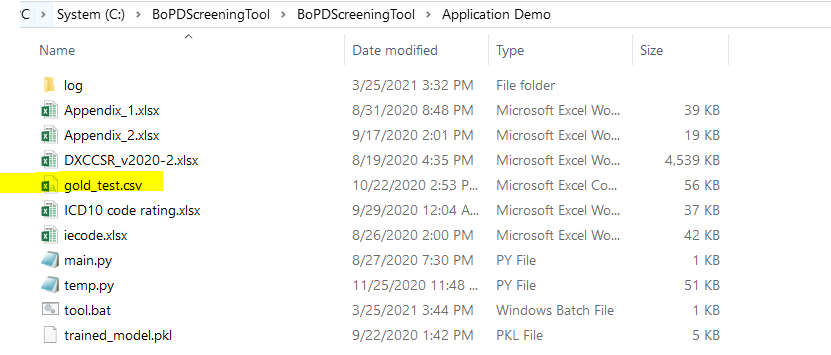 PC > System (C:) > BoPDScreeningTool > BoPDScreeningTool > Application Demo
Name Date modified Type Size
log 3/25/2021 3:32 PM File folder
Appendix_1.xlsx 8/31/2020 8:48 PM Microsoft Excel Wo... 39 KB
Appendix_2.xlsx 9/17/2020 2:01 PM Microsoft Excel Wo... 19 KB
DXCCSR_v2020-2.xlsx 8/19/2020 4:35 PM Microsoft Excel Wo... 4,539 KB
gold_test.csv 10/22/2020 2:53 P... Microsoft Excel Co... 56 KB
ICD10 code rating.xlsx 9/29/2020 12:04 A... Microsoft Excel Wo... 37 KB
iecode.xlsx 8/26/2020 2:00 PM Microsoft Excel Wo... 42 KB
main.py 8/27/2020 7:30 PM PY File 1 KB
temp.py 11/25/2020 11:48 ... PY File 51 KB
tool.bat 3/25/2021 3:44 PM Windows Batch File 1 KB
trained_model.pkl 9/22/2020 1:42 PM PKL File 5 KB